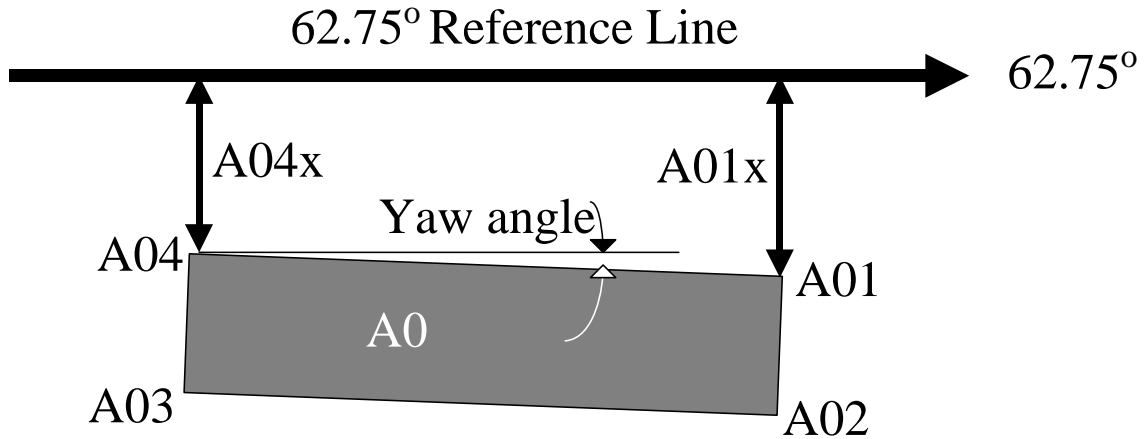 62.75° Reference Line
62.75°
A04x
A01x
Yaw angle
A04
A01
A0
A03
A02